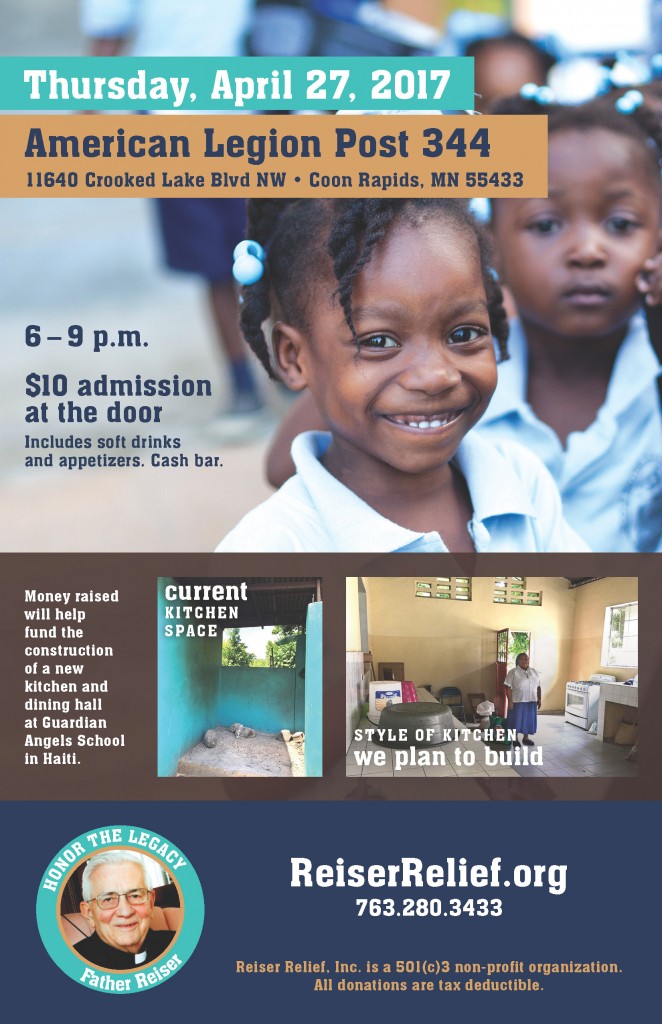 Thursday, April 27, 2017
American Legion Post 344
11640 Crooked Lake Blvd NW • Coon Rapids, MN 55433
6 – 9 p.m.
$10 admission
at the door
Includes soft drinks
and appetizers. Cash bar.
Money raised
will help
fund the
construction
of a new
kitchen and
dining hall
at Guardian
Angels School
in Haiti.
current
KITCHEN
SPACE
STYLE OF KITCHEN
we plan to build
HONOR THE LEGACY
Father Reiser
ReiserRelief.org
763.280.3433
Reiser Relief, Inc. is a 501(c)3 non-profit organization.
All donations are tax deductible.